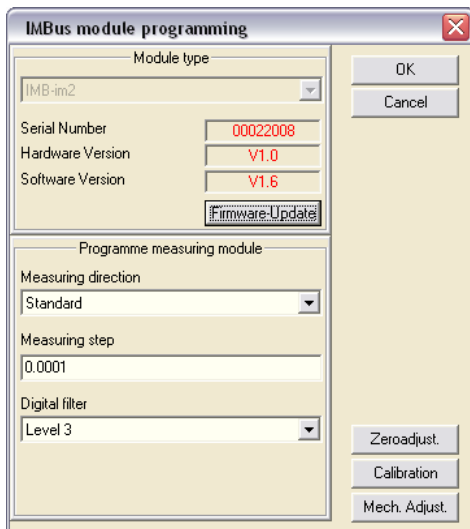 IMBus module programming
Module type
IMB-im2
Serial Number 00022008
Hardware Version V1.0
Software Version V1.6
Firmware-Update
Programme measuring module
Measuring direction
Standard
Measuring step
0.0001
Digital filter
Level 3
OK
Cancel
Zeroadjust.
Calibration
Mech. Adjust.